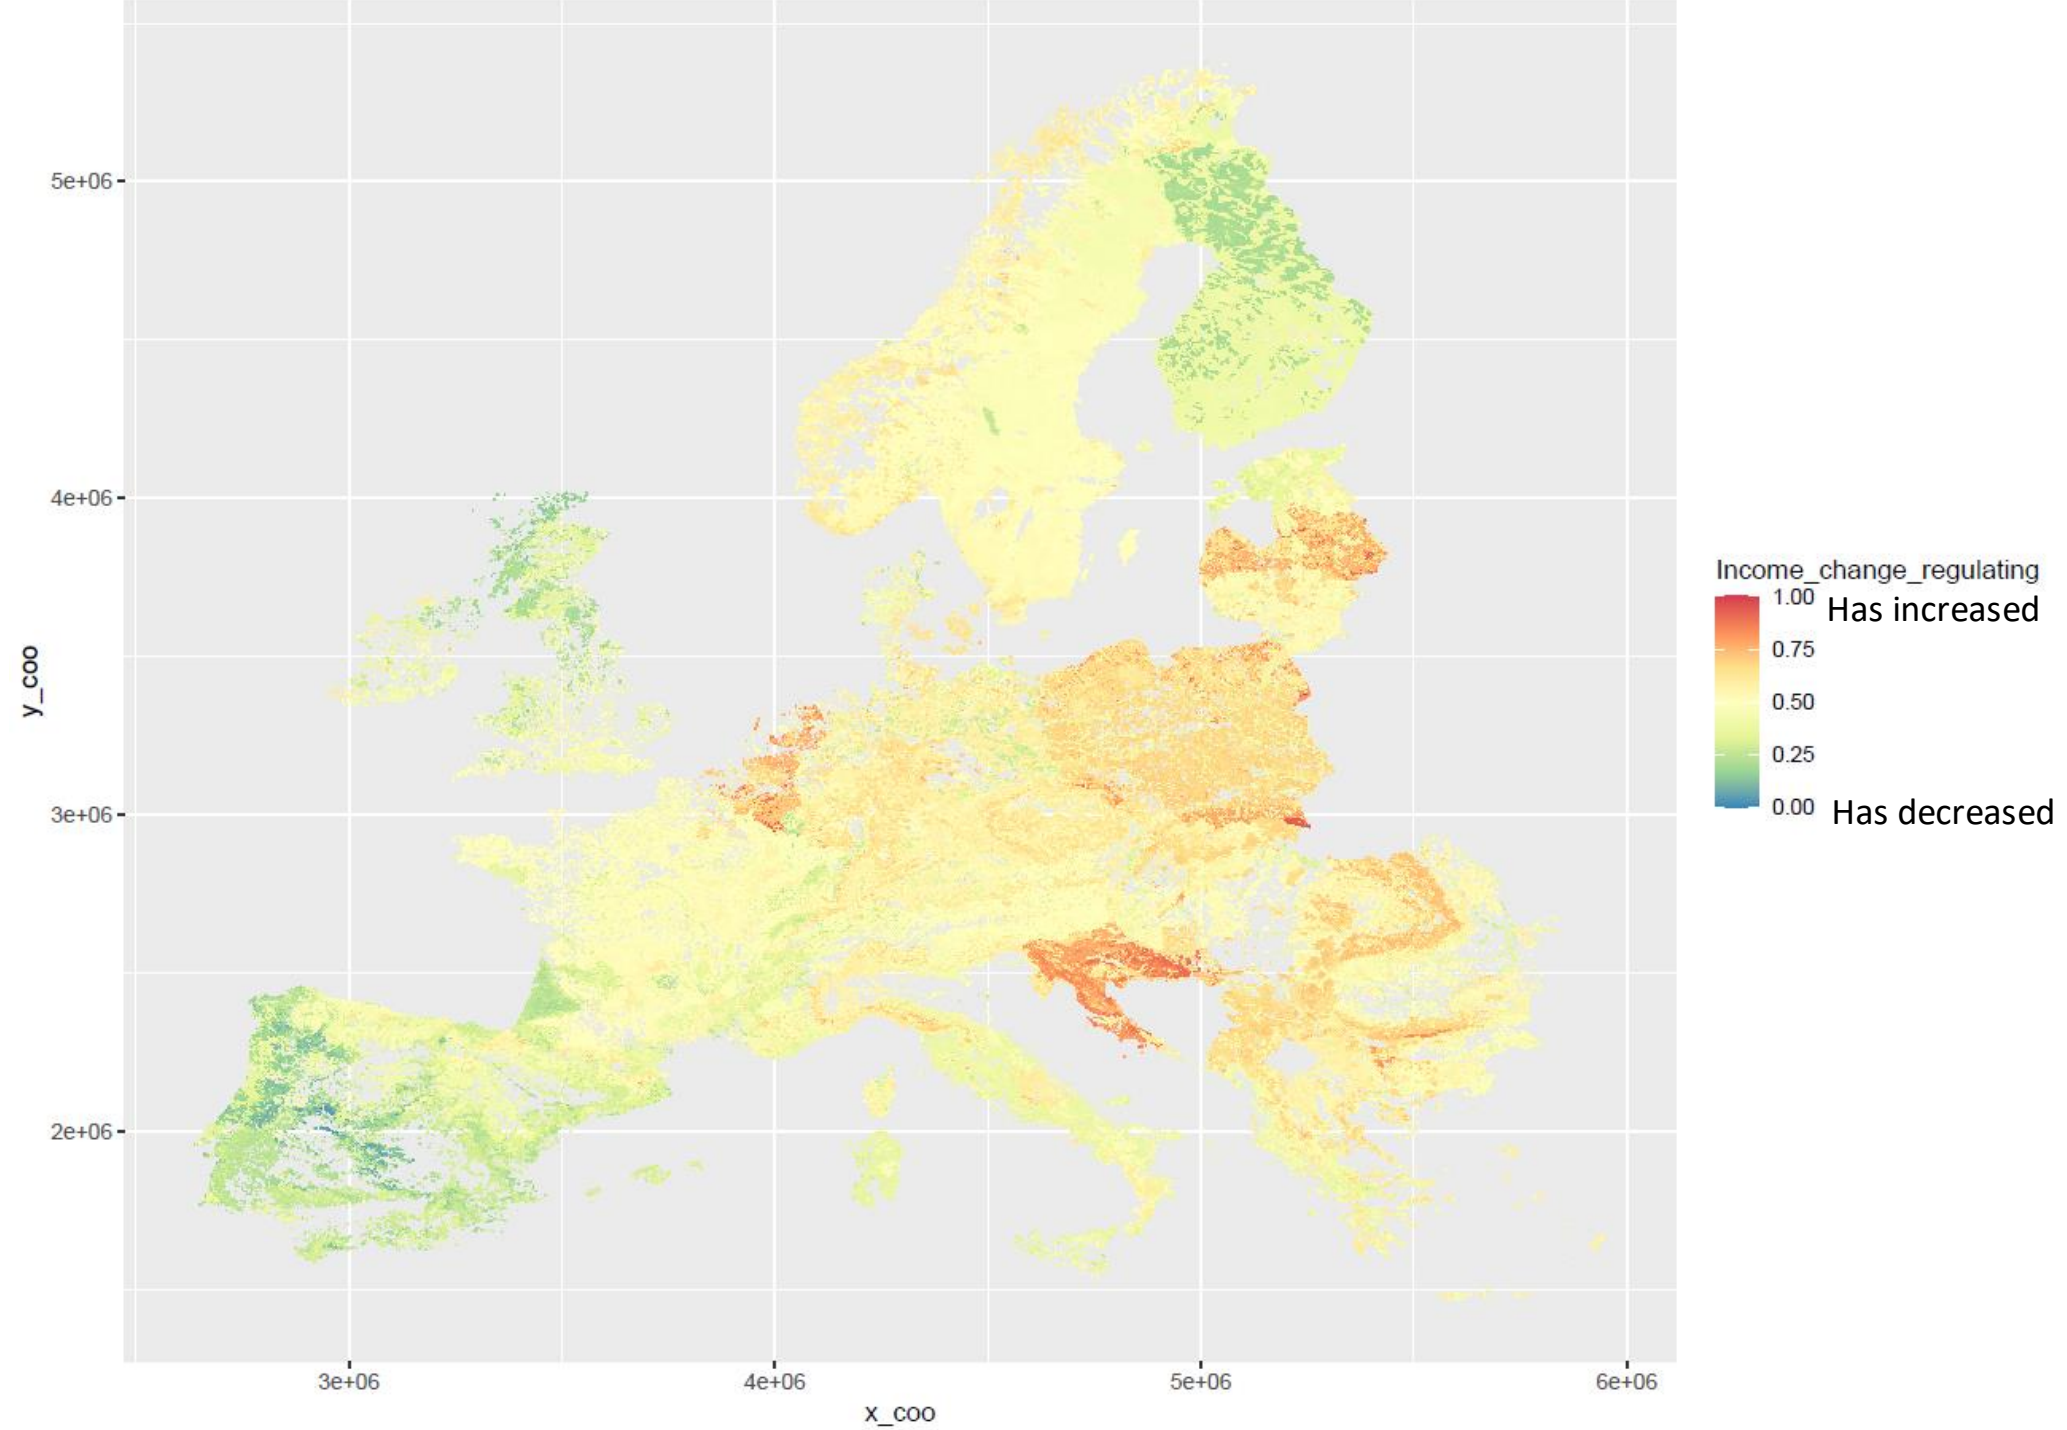 5e+06
4e+06
3e+06
2e+06
y_coo
3e+06
4e+06
5e+06
6e+06
x_coo
Income_change_regulating
1.00 Has increased
0.75
0.50
0.25
0.00 Has decreased